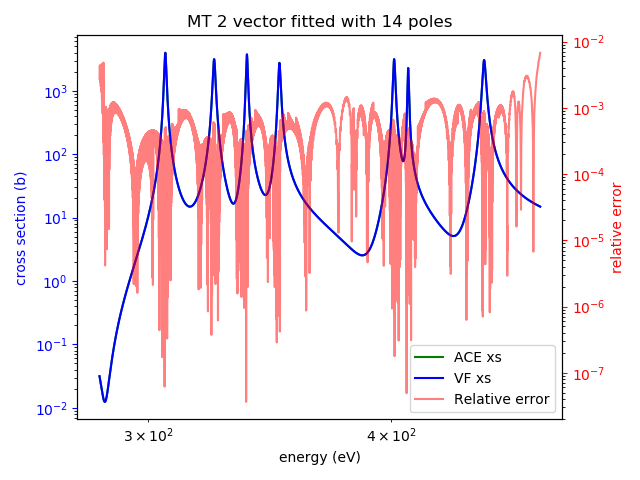 MT 2 vector fitted with 14 poles
10³
10²
10¹
10⁰
10⁻¹
10⁻²
cross section (b)
10⁻²
10⁻³
10⁻⁴
10⁻⁵
10⁻⁶
10⁻⁷
relative error
ACE xs
VF xs
Relative error
3 × 10²
4 × 10²
energy (eV)